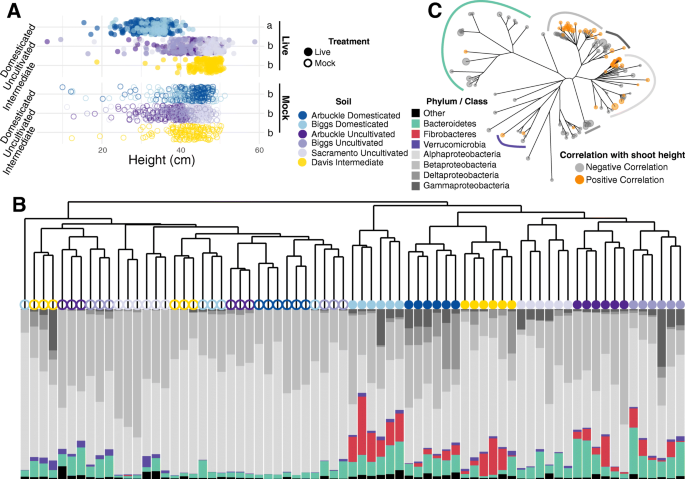 A
Domesticated
Uncultivated
Intermediate
a
b
b
Live
Domesticated
Uncultivated
Intermediate
b
b
b
Mock
0
20
40
60
Height (cm)
Treatment
Live
Mock
Soil
Arbuckle Domesticated
Biggs Domesticated
Arbuckle Uncultivated
Biggs Uncultivated
Sacramento Uncultivated
Davis Intermediate
Phylum / Class
Other
Bacteroidetes
Fibrobacteres
Verrucomicrobia
Alphaproteobacteria
Betaproteobacteria
Deltaproteobacteria
Gammaproteobacteria
C
Correlation with shoot height
Negative Correlation
Positive Correlation
B